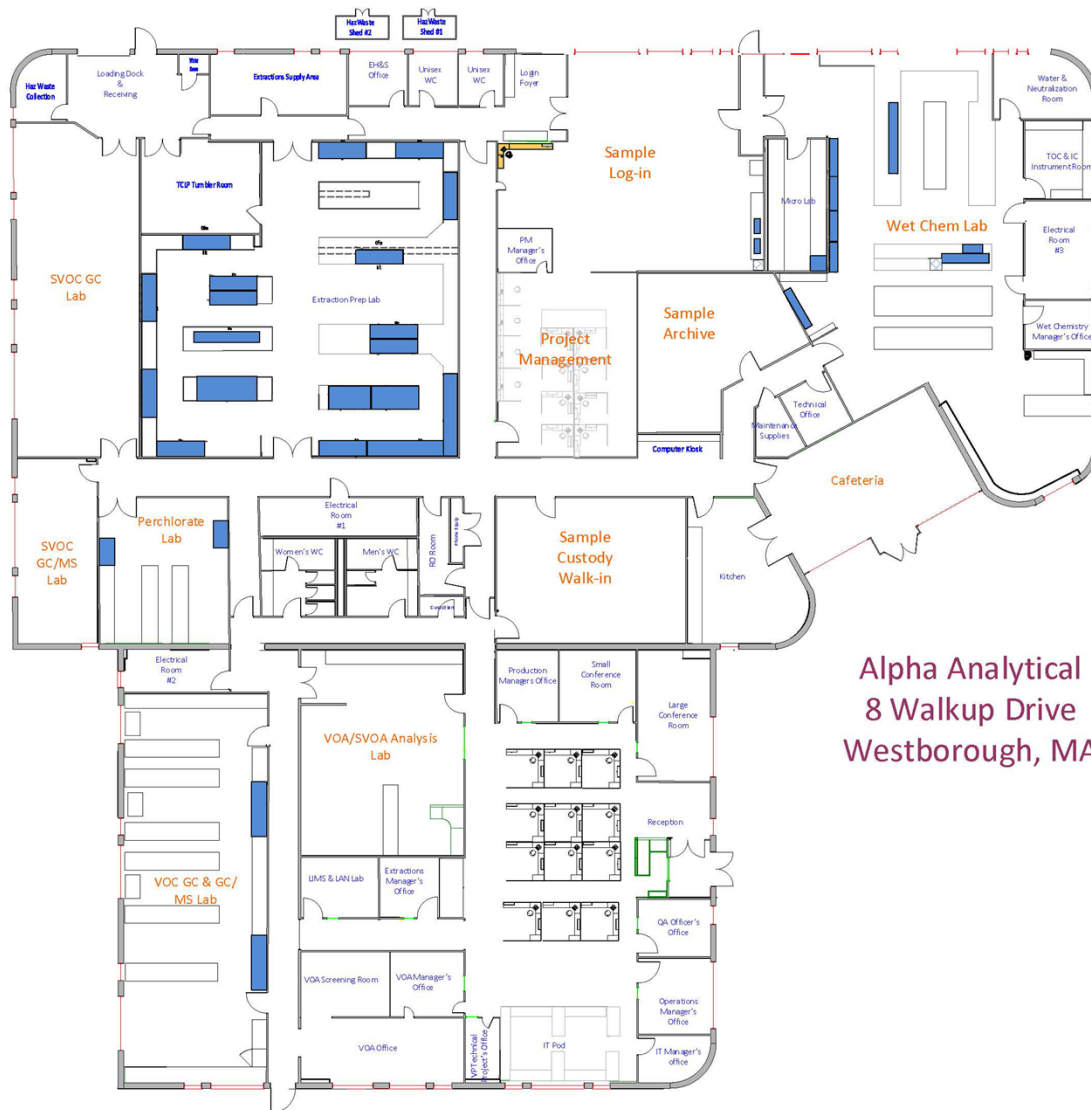 HazWaste
Shed #2
HazWaste
Shed #1
Haz Waste
Collection
Loading Dock
&
Receiving
Extractions Supply Area
EH&S
Office
Unisex
WC
Unisex
WC
Login
Foyer
Water &
Neutralization
Room
TCLP Tumbler Room
Sample
Log-in
Micro Lab
TOC & IC
Instrument Room
Wet Chem Lab
Electrical
Room
#3
PM
Manager's
Office
SVOC GC
Lab
Extraction Prep Lab
Sample
Archive
Project
Management
Wet Chemistry
Manager's Office
Technical
Office
Maintenance
Supplies
Computer Kiosk
Cafeteria
Electrical
Room
#1
Perchlorate
Lab
SVOC
GC/MS
Lab
Women's WC
Men's WC
RO Room
Sample
Custody
Walk-in
Kitchen
Electrical
Room
#2
Production
Managers Office
Small
Conference
Room
Large
Conference
Room
Alpha Analytical
8 Walkup Drive
Westborough, MA
VOA/SVOA Analysis
Lab
Reception
VOC GC & GC/
MS Lab
LIMS & LAN Lab
Extractions
Manager's
Office
QA Officer's
Office
VOA Screening Room
VOA Manager's
Office
Operations
Manager's
Office
VOA Office
VP Technical
Project's Office
IT Pod
IT Manager's
office